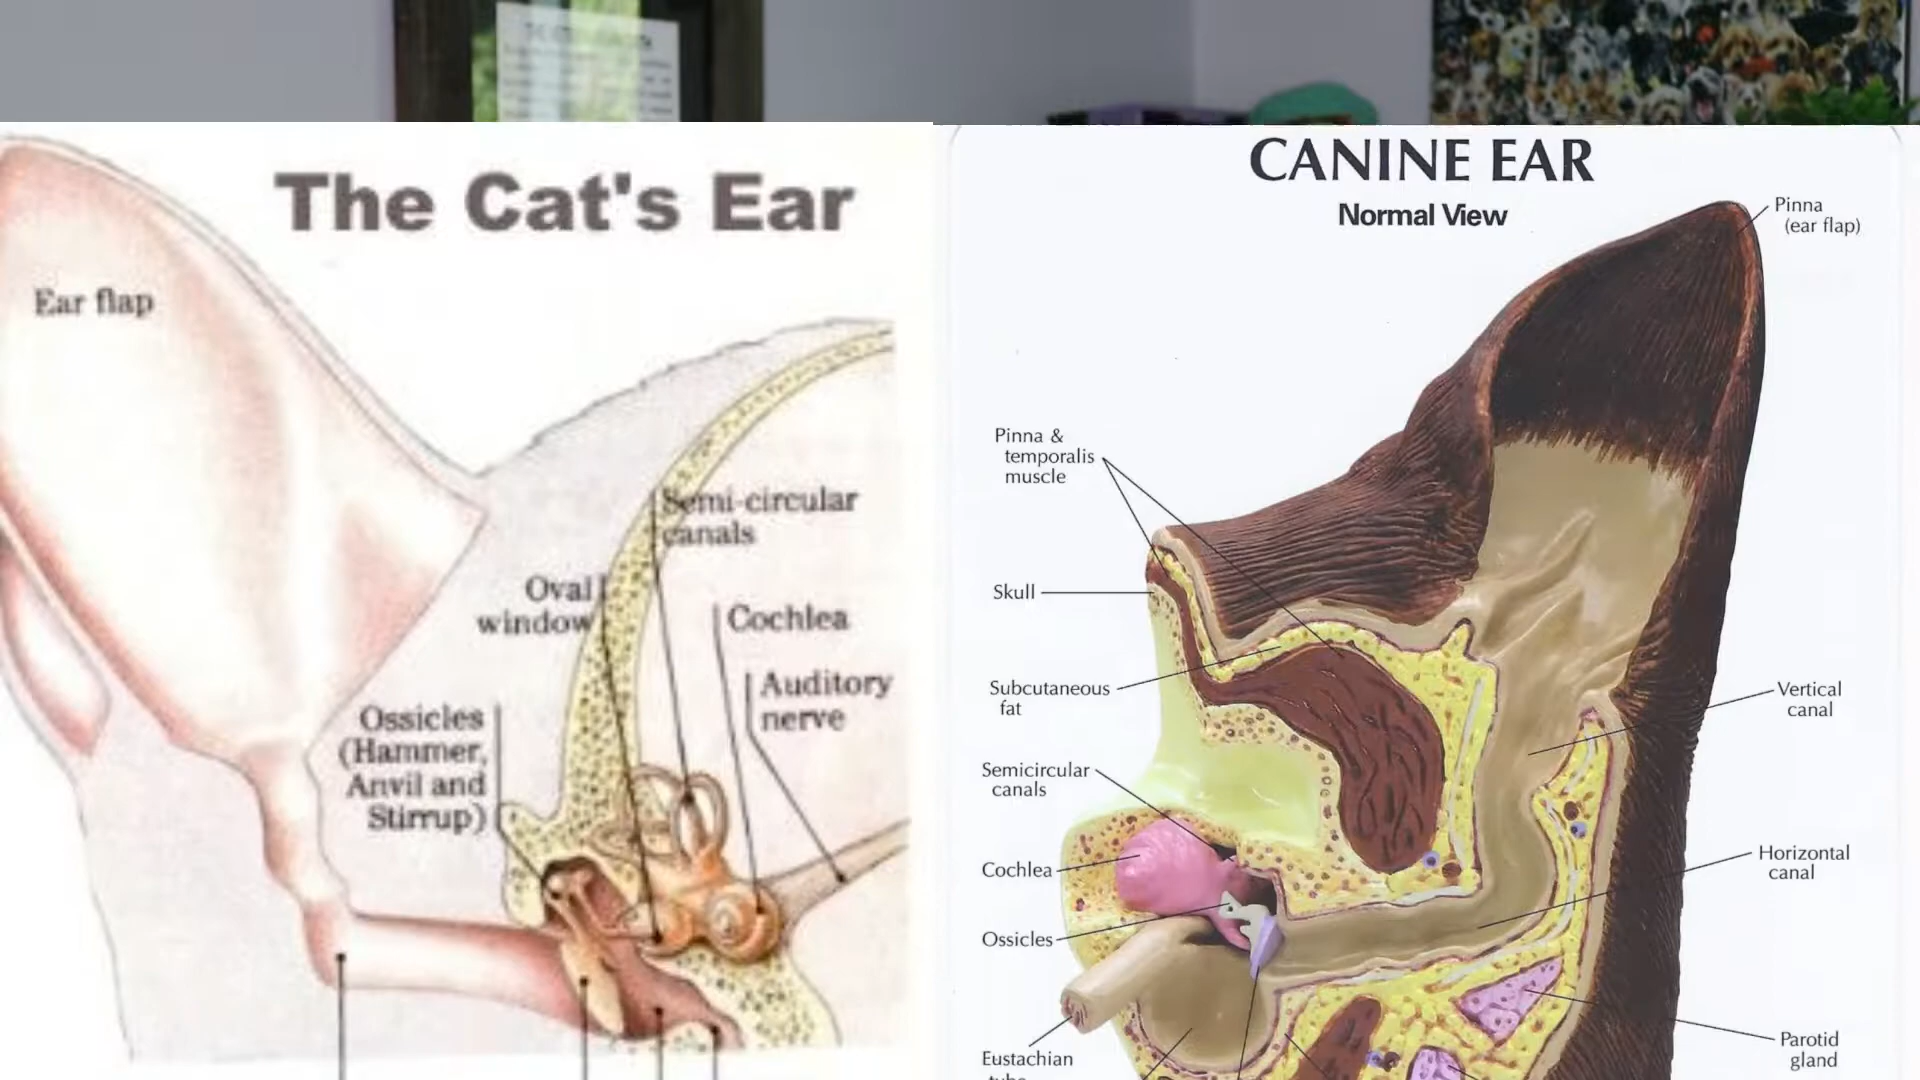 The Cat's Ear
Ear flap
Semi-circular
canals
Oval
window
Cochlea
Auditory
nerve
Ossicles
(Hammer,
Anvil and
Stirrup)
CANINE EAR
Normal View
Pinna
(ear flap)
Pinna &
temporalis
muscle
Skull
Subcutaneous
fat
Vertical
canal
Semicircular
canals
Horizontal
canal
Cochlea
Ossicles
Eustachian
tube
Parotid
gland